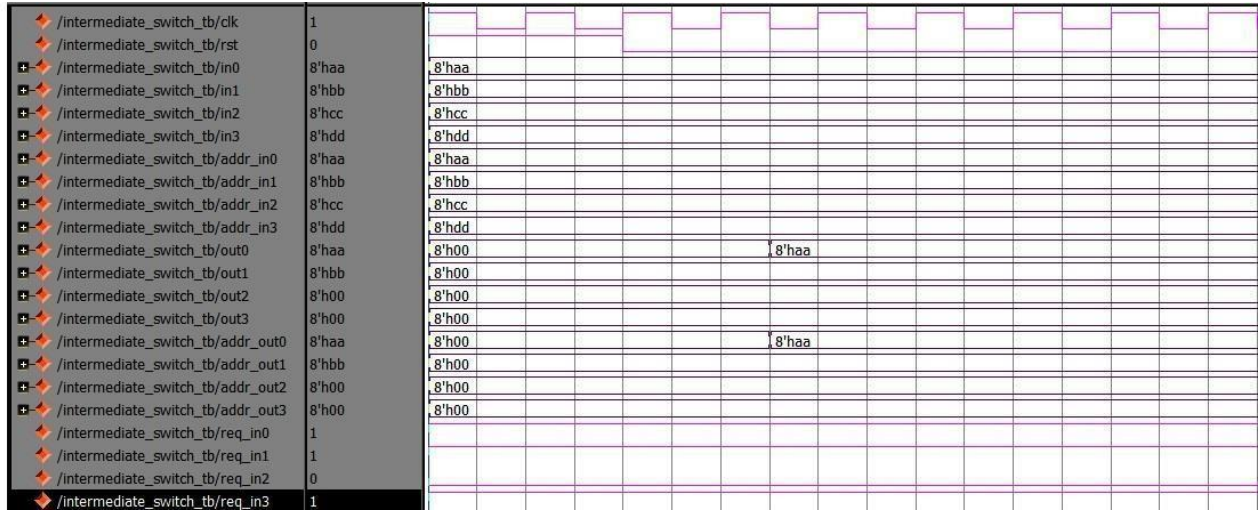 /intermediate_switch_tb/clk 1
/intermediate_switch_tb/rst 0
/intermediate_switch_tb/in0 8'haa 8'haa
/intermediate_switch_tb/in1 8'hbb 8'hbb
/intermediate_switch_tb/in2 8'hcc 8'hcc
/intermediate_switch_tb/in3 8'hdd 8'hdd
/intermediate_switch_tb/addr_in0 8'haa 8'haa
/intermediate_switch_tb/addr_in1 8'hbb 8'hbb
/intermediate_switch_tb/addr_in2 8'hcc 8'hcc
/intermediate_switch_tb/addr_in3 8'hdd 8'hdd
/intermediate_switch_tb/out0 8'haa 8'h00 8'haa
/intermediate_switch_tb/out1 8'hbb 8'h00
/intermediate_switch_tb/out2 8'h00 8'h00
/intermediate_switch_tb/out3 8'h00 8'h00
/intermediate_switch_tb/addr_out0 8'haa 8'h00 8'haa
/intermediate_switch_tb/addr_out1 8'hbb 8'h00
/intermediate_switch_tb/addr_out2 8'h00 8'h00
/intermediate_switch_tb/addr_out3 8'h00 8'h00
/intermediate_switch_tb/req_in0 1
/intermediate_switch_tb/req_in1 1
/intermediate_switch_tb/req_in2 0
/intermediate_switch_tb/req_in3 1